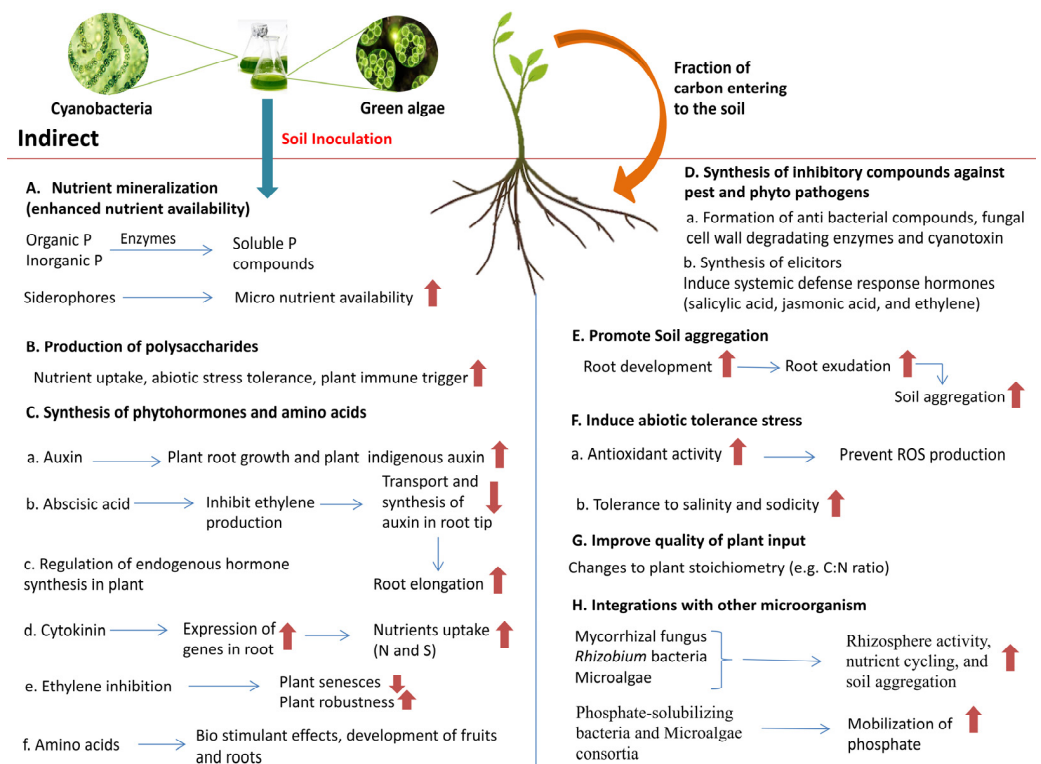 Cyanobacteria
Green algae
Fraction of
carbon entering
to the soil
Indirect
Soil Inoculation
A. Nutrient mineralization
(enhanced nutrient availability)
Organic P
Inorganic P
Enzymes
Soluble P
compounds
Siderophores
Micro nutrient availability
B. Production of polysaccharides
Nutrient uptake, abiotic stress tolerance, plant immune trigger
C. Synthesis of phytohormones and amino acids
a. Auxin
Plant root growth and plant indigenous auxin
b. Abscisic acid
Inhibit ethylene
production
Transport and
synthesis of
auxin in root tip
c. Regulation of endogenous hormone
synthesis in plant
Root elongation
d. Cytokinin
Expression of
genes in root
Nutrients uptake
(N and S)
e. Ethylene inhibition
Plant senesces
Plant robustness
f. Amino acids
Bio stimulant effects, development of fruits
and roots
D. Synthesis of inhibitory compounds against
pest and phyto pathogens
a. Formation of anti bacterial compounds, fungal
cell wall degradating enzymes and cyanotoxin
b. Synthesis of elicitors
Induce systemic defense response hormones
(salicylic acid, jasmonic acid, and ethylene)
E. Promote Soil aggregation
Root development
Root exudation
Soil aggregation
F. Induce abiotic tolerance stress
a. Antioxidant activity
Prevent ROS production
b. Tolerance to salinity and sodicity
G. Improve quality of plant input
Changes to plant stoichiometry (e.g. C:N ratio)
H. Integrations with other microorganism
Mycorrhizal fungus
Rhizobium bacteria
Microalgae
Rhizosphere activity,
nutrient cycling, and
soil aggregation
Phosphate-solubilizing
bacteria and Microalgae
consortia
Mobilization of
phosphate